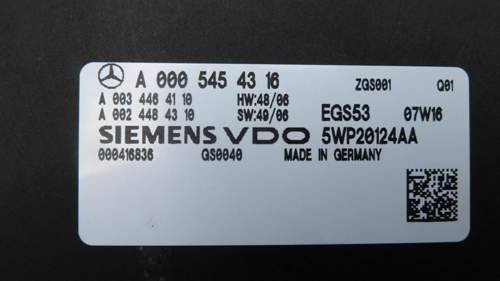 A 000 545 43 16 ZGS001 Q01
A 003 446 41 10 HW:48/06
A 002 448 43 10 SW:49/06 EGS53 07W16
SIEMENS VDO 5WP20124AA
000416836 GS0040 MADE IN GERMANY